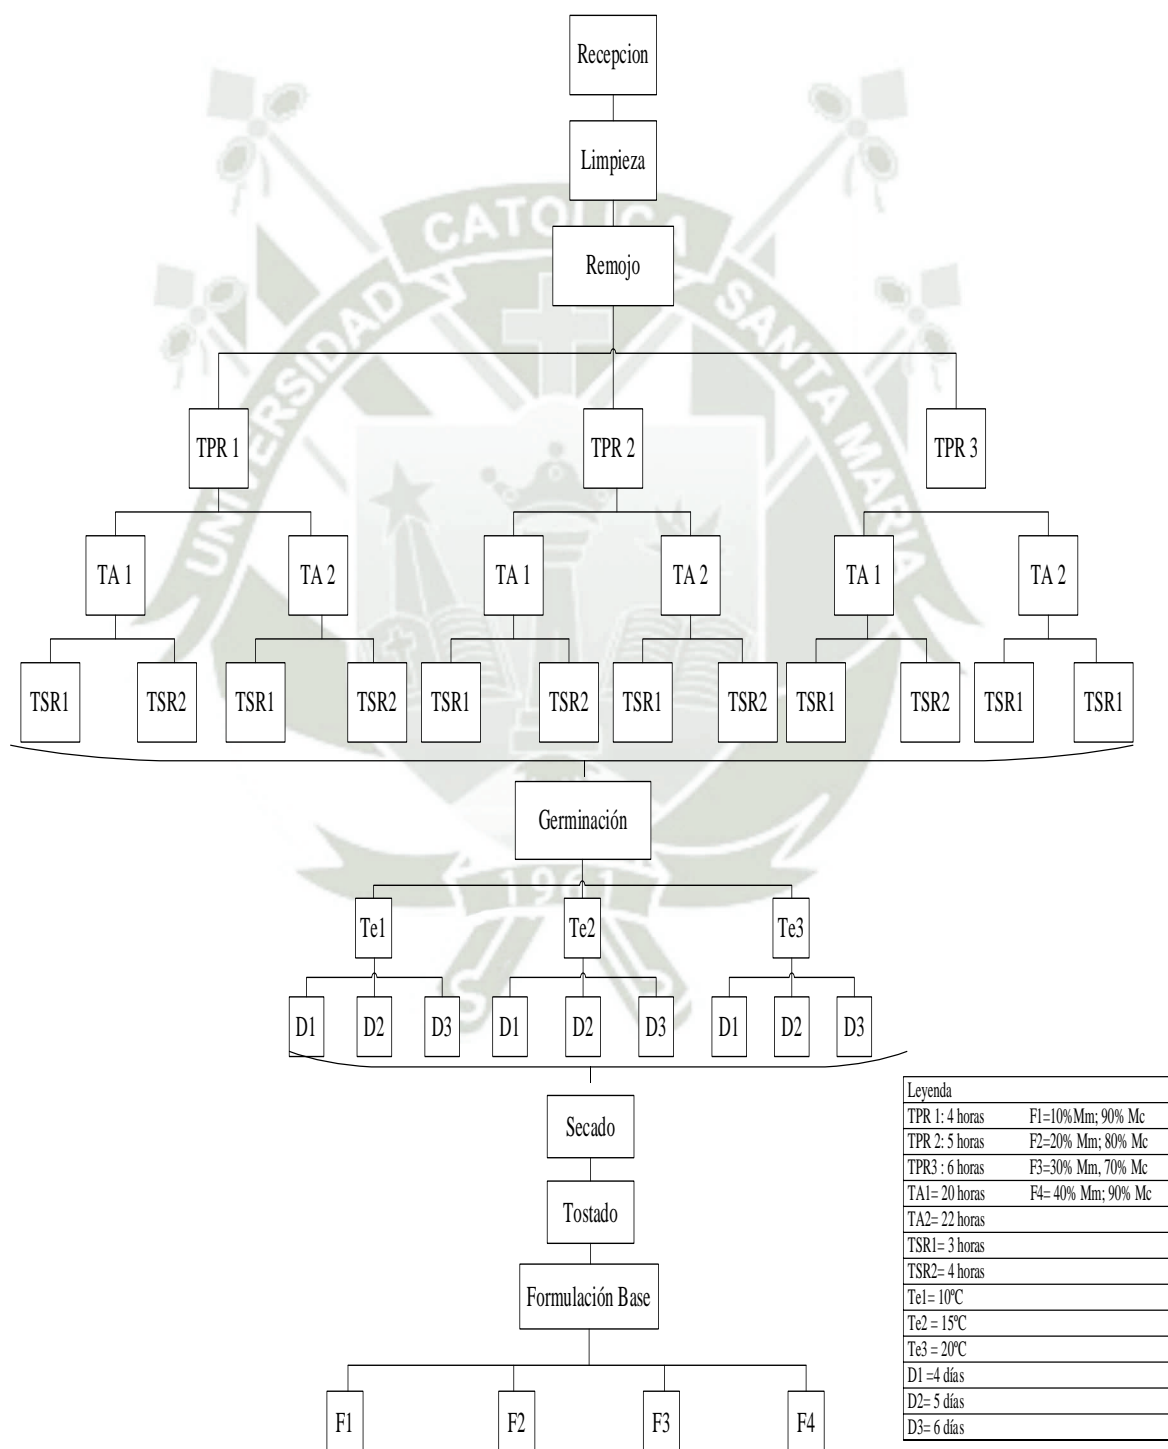 Recepcion
Limpieza
Remojo
UNIVERSIDAD CATOLICA SANTA MARIA
TPR 1 TPR 2 TPR 3
TA 1 TA 2 TA 1 TA 2 TA 1 TA 2
TSR1 TSR2 TSR1 TSR2 TSR1 TSR2 TSR1 TSR2 TSR1 TSR2 TSR1 TSR1
Germinación
1961
Te1 Te2 Te3
D1 D2 D3 D1 D2 D3 D1 D2 D3
Secado
Tostado
Formulación Base
F1 F2 F3 F4
Leyenda
TPR 1: 4 horas F1=10%Mm; 90% Mc
TPR 2: 5 horas F2=20% Mm; 80% Mc
TPR3 : 6 horas F3=30% Mm, 70% Mc
TA1= 20 horas F4= 40% Mm; 90% Mc
TA2= 22 horas
TSR1= 3 horas
TSR2= 4 horas
Te1= 10ºC
Te2 = 15ºC
Te3 = 20ºC
D1 =4 días
D2= 5 días
D3= 6 días